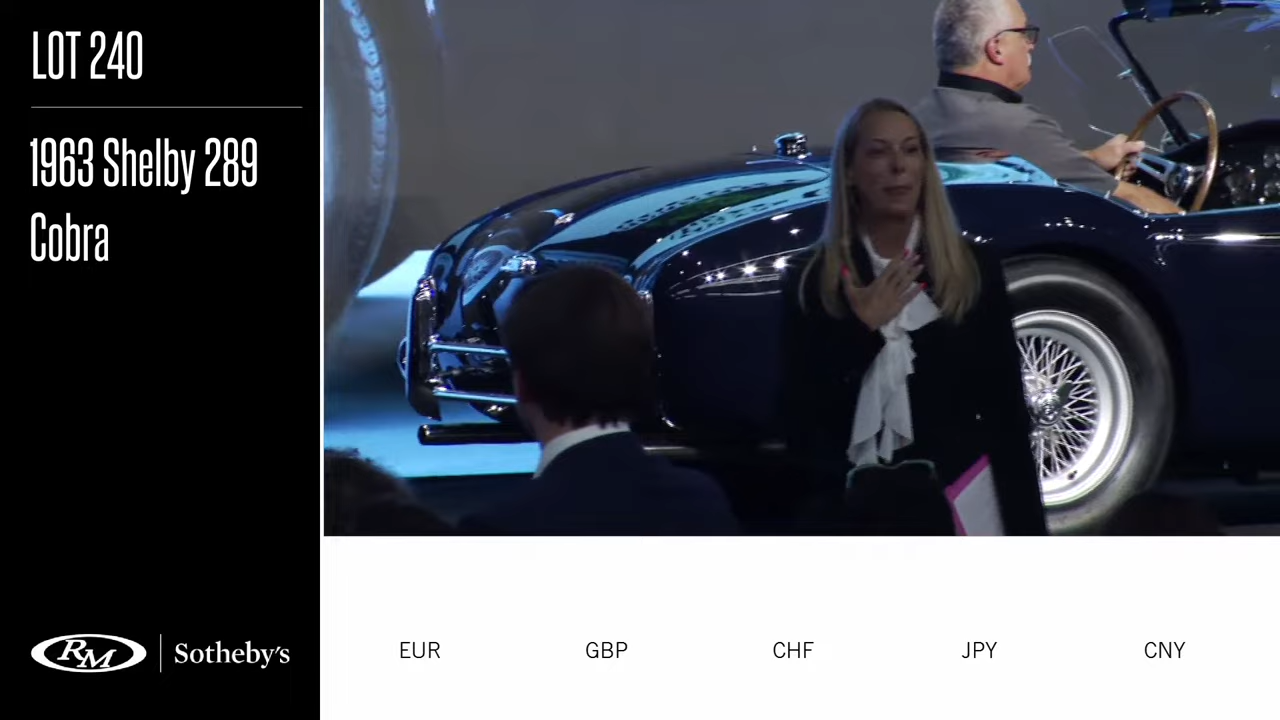 LOT 240
1963 Shelby 289
Cobra
RM
Sotheby's
EUR
GBP
CHF
JPY
CNY